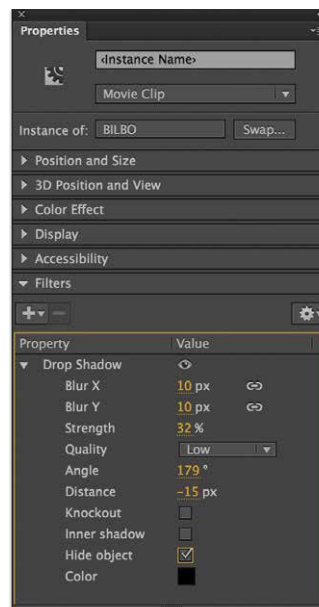 Properties
<Instance Name>
Movie Clip
Instance of: BILBO Swap...
Position and Size
3D Position and View
Color Effect
Display
Accessibility
Filters
Property Value
Drop Shadow
Blur X 10 px
Blur Y 10 px
Strength 32 %
Quality Low
Angle 179 °
Distance -15 px
Knockout
Inner shadow
Hide object
Color